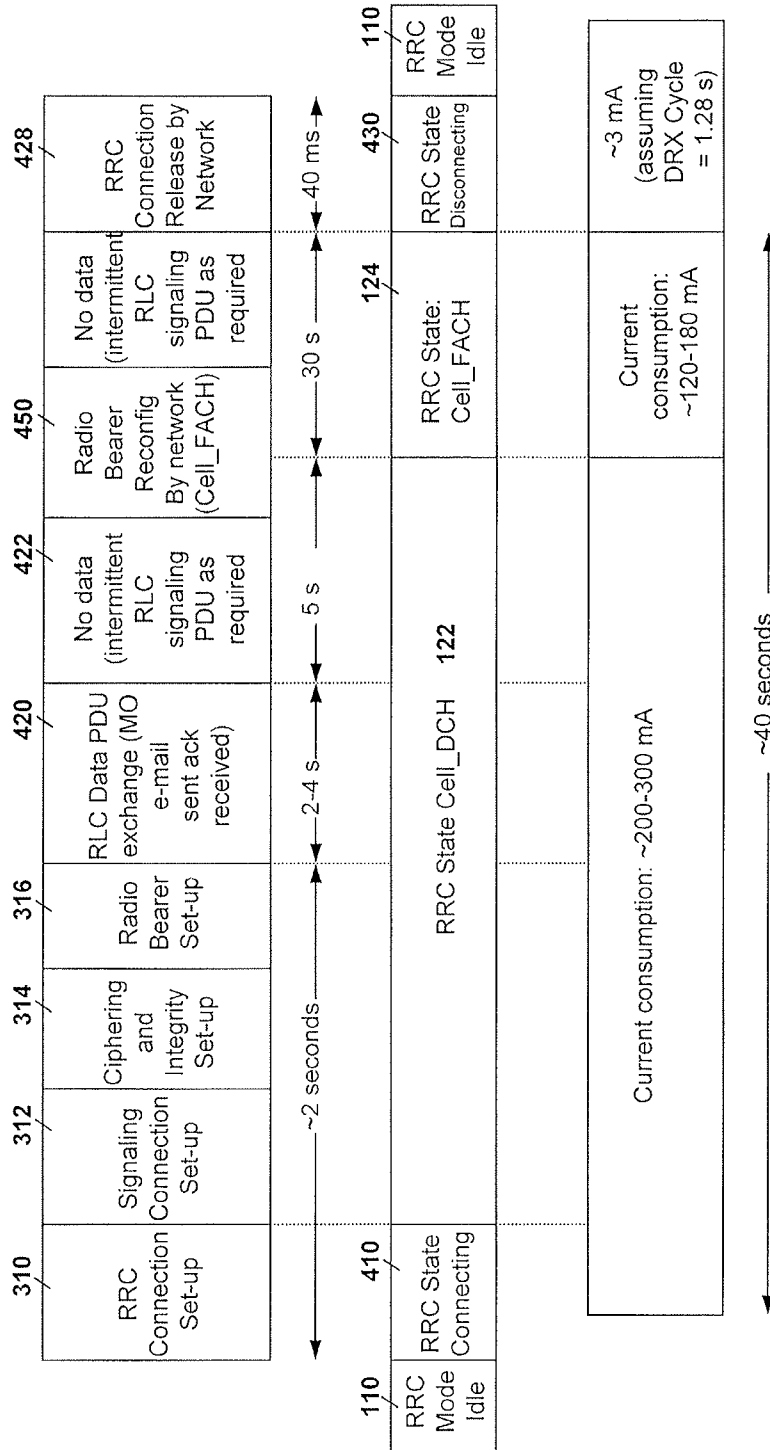 310
RRC
Connection
Set-up
312
Signaling
Connection
Set-up
314
Ciphering
and
Integrity
Set-up
316
Radio
Bearer
Set-up
420
RLC Data PDU
exchange (MO
e-mail
sent ack
received)
422
No data
(intermittent
RLC
signaling
PDU as
required
450
Radio
Bearer
Reconfig
By network
(Cell_FACH)
No data
(intermittent
RLC
signaling
PDU as
required
428
RRC
Connection
Release by
Network
~2 seconds
2-4 s
5 s
30 s
40 ms
110
RRC
Mode
Idle
410
RRC State
Connecting
RRC State Cell_DCH 122
124
RRC State:
Cell_FACH
430
RRC State
Disconnecting
110
RRC
Mode
Idle
Current consumption: ~200-300 mA
Current
consumption:
~120-180 mA
~3 mA
(assuming
DRX Cycle
= 1.28 s)
~40 seconds